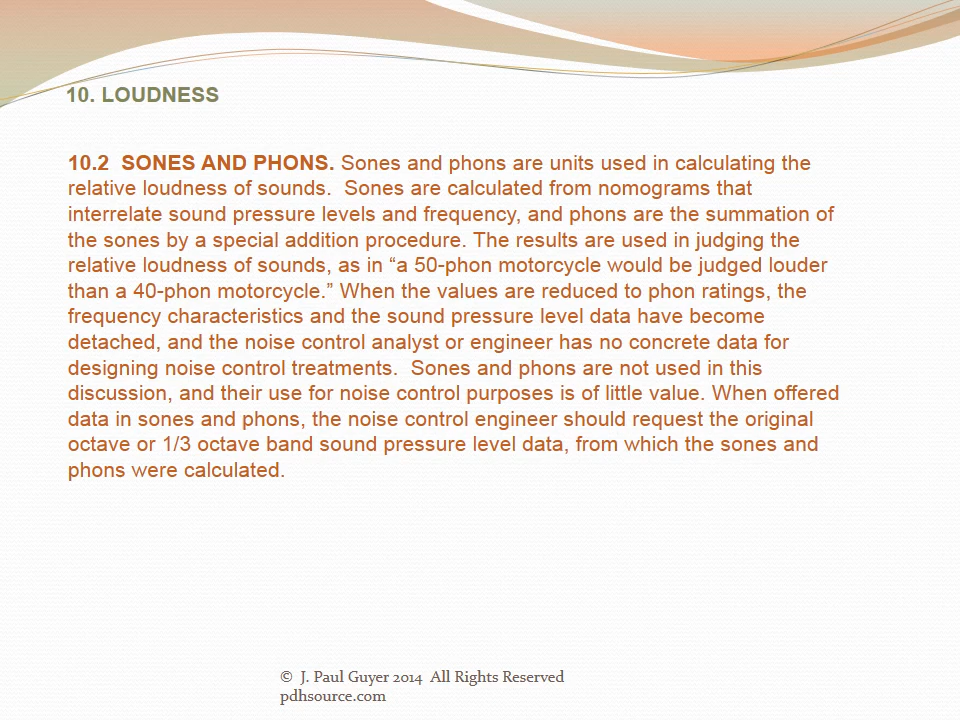 10. LOUDNESS
10.2  SONES AND PHONS. Sones and phons are units used in calculating the
relative loudness of sounds.  Sones are calculated from nomograms that
interrelate sound pressure levels and frequency, and phons are the summation of
the sones by a special addition procedure. The results are used in judging the
relative loudness of sounds, as in “a 50-phon motorcycle would be judged louder
than a 40-phon motorcycle.” When the values are reduced to phon ratings, the
frequency characteristics and the sound pressure level data have become
detached, and the noise control analyst or engineer has no concrete data for
designing noise control treatments.  Sones and phons are not used in this
discussion, and their use for noise control purposes is of little value. When offered
data in sones and phons, the noise control engineer should request the original
octave or 1/3 octave band sound pressure level data, from which the sones and
phons were calculated.
©  J. Paul Guyer 2014  All Rights Reserved
pdhsource.com